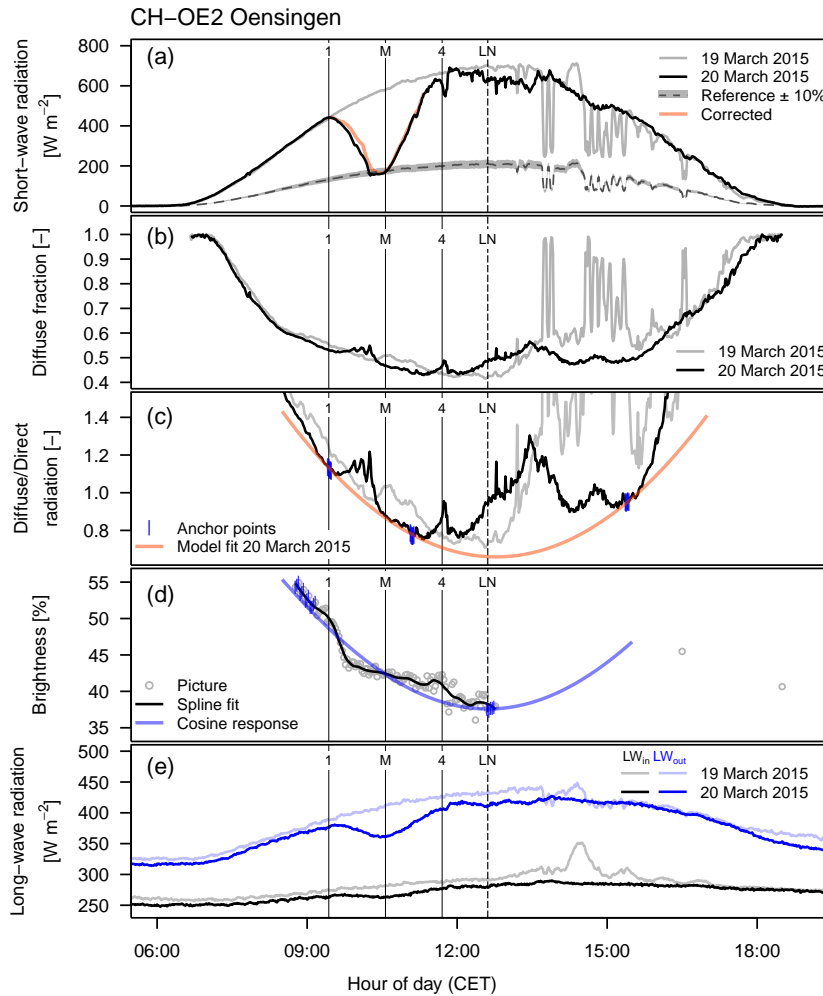 CH−OE2 Oensingen
(a)
1
M
4
LN
Short−wave radiation
[W m−2]
800
600
400
200
0
19 March 2015
20 March 2015
Reference ± 10%
Corrected
(b)
1
M
4
LN
Diffuse fraction [−]
1.0
0.9
0.8
0.7
0.6
0.5
0.4
19 March 2015
20 March 2015
(c)
1
M
4
LN
Diffuse/Direct
radiation [−]
1.4
1.2
1.0
0.8
Anchor points
Model fit 20 March 2015
(d)
1
M
4
LN
Brightness [%]
55
50
45
40
35
Picture
Spline fit
Cosine response
(e)
1
M
4
LN
Long−wave radiation
[W m−2]
500
450
400
350
300
250
LWin LWout
19 March 2015
20 March 2015
06:00 09:00 12:00 15:00 18:00
Hour of day (CET)